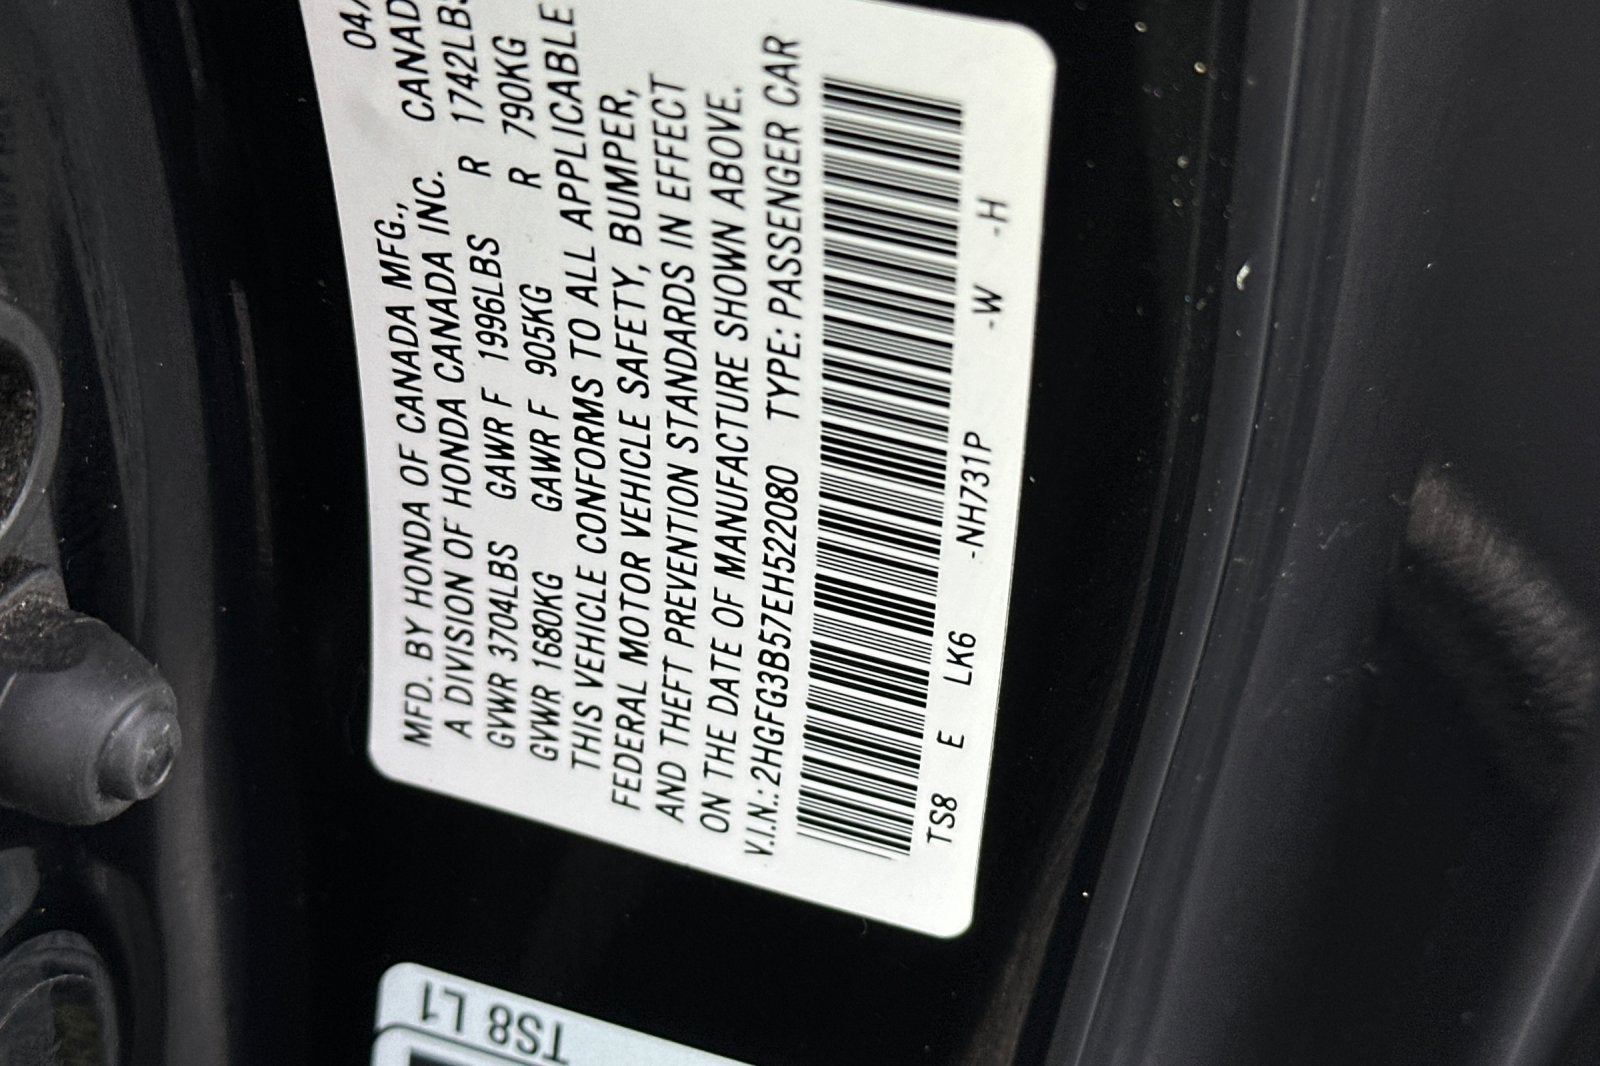 MFD. BY HONDA OF CANADA MFG., CANAD
A DIVISION OF HONDA CANADA INC.
GVWR 3704LBS GAWR F 1996LBS R 1742LBS
GVWR 1680KG GAWR F 905KG R 790KG
THIS VEHICLE CONFORMS TO ALL APPLICABLE
FEDERAL MOTOR VEHICLE SAFETY, BUMPER,
AND THEFT PREVENTION STANDARDS IN EFFECT
ON THE DATE OF MANUFACTURE SHOWN ABOVE.
V.I.N.: 2HGFG3B57EH522080 TYPE: PASSENGER CAR
TS8 E LK6 -NH731P -W -H
TS8 L1